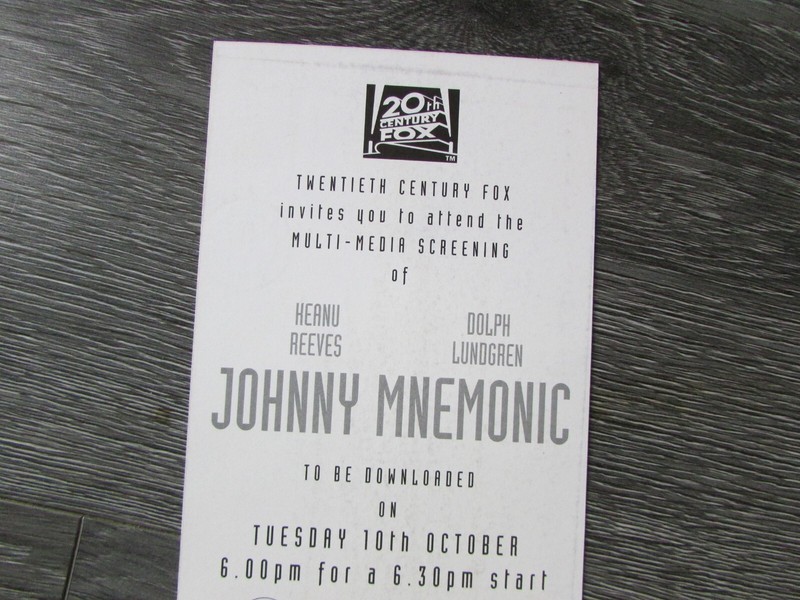 20th
CENTURY
FOX
TM
TWENTIETH CENTURY FOX
invites you to attend the
MULTI-MEDIA SCREENING
of
KEANU REEVES
DOLPH LUNDGREN
JOHNNY MNEMONIC
TO BE DOWNLOADED
ON
TUESDAY 10th OCTOBER
6.00pm for a 6.30pm start